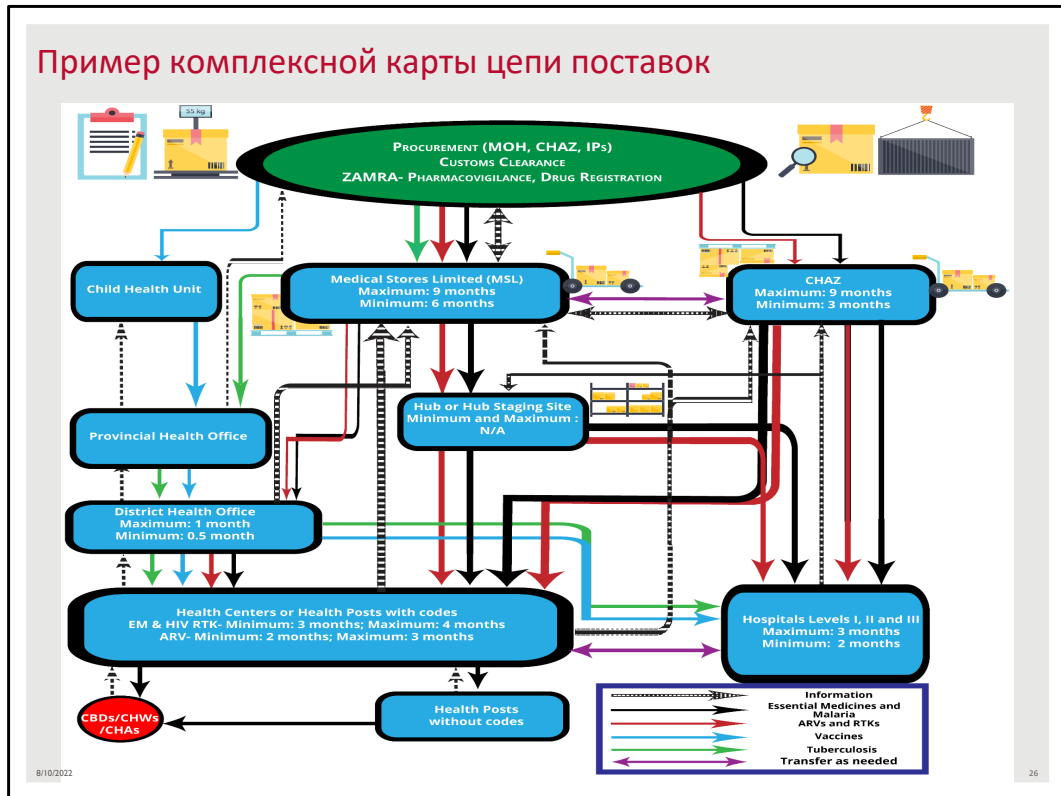 Пример комплексной карты цепи поставок
55 kg
PROCUREMENT (MOH, CHAZ, IPS)
CUSTOMS CLEARANCE
ZAMRA- PHARMACOVIGILANCE, DRUG REGISTRATION
Child Health Unit
Medical Stores Limited (MSL)
Maximum: 9 months
Minimum: 6 months
CHAZ
Maximum: 9 months
Minimum: 3 months
Hub or Hub Staging Site
Minimum and Maximum :
N/A
Provincial Health Office
District Health Office
Maximum: 1 month
Minimum: 0.5 month
Health Centers or Health Posts with codes
EM & HIV RTK- Minimum: 3 months; Maximum: 4 months
ARV- Minimum: 2 months; Maximum: 3 months
Hospitals Levels I, II and III
Maximum: 3 months
Minimum: 2 months
CBDs/CHWs
/CHAs
Health Posts
without codes
Information
Essential Medicines and
Malaria
ARVs and RTKs
Vaccines
Tuberculosis
Transfer as needed
8/10/2022
26